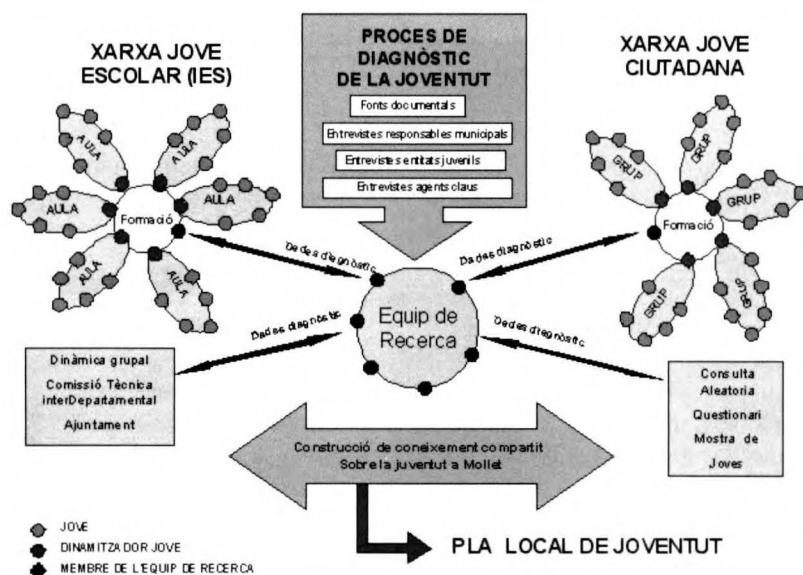 XARXA JOVE
ESCOLAR (IES)
PROCES DE
DIAGNÒSTIC
DE LA JOVENTUT
Fonts documentals
Entrevistes responsables municipals
Entrevistes entitats juvenils
Entrevistes agents claus
XARXA JOVE
CIUTADANA
AULA
AULA
AULA
AULA
AULA
AULA
Formació
GRUP
GRUP
GRUP
GRUP
GRUP
Formació
Dades diagnòstic
Dades diagnòstic
Dades diagnòstic
Dades diagnòstic
Equip de
Recerca
Dinàmica grupal
Comissió Tècnica
interDepartamental
Ajuntament
Consulta
Aleatoria
Questionari
Mostra de
Joves
Construcció de coneixement compartit
Sobre la juventut a Mollet
JOVE
DINAMITZADOR JOVE
MEMBRE DE L'EQUIP DE RECERCA
PLA LOCAL DE JOVENTUT